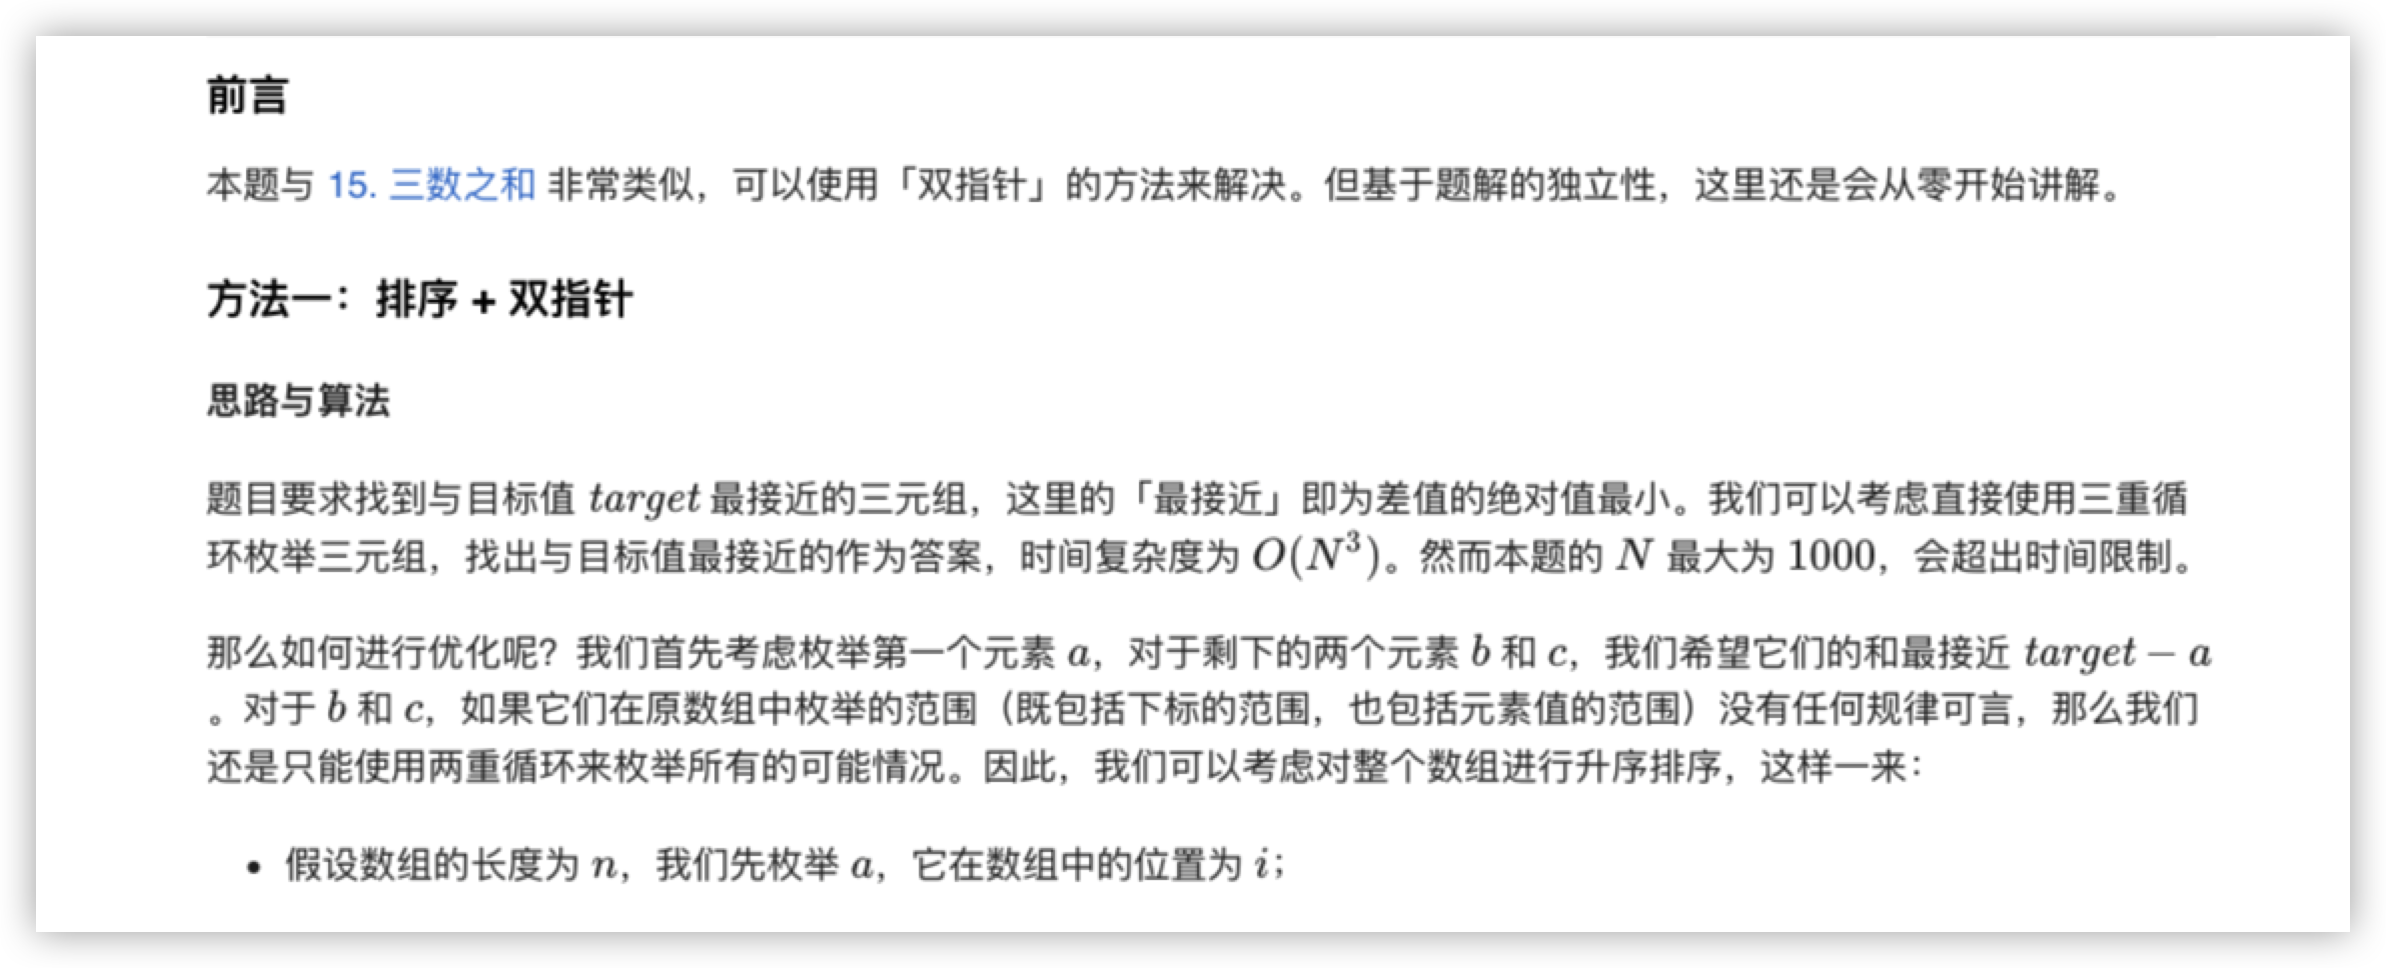 前言
本题与 15. 三数之和 非常类似，可以使用「双指针」的方法来解决。但基于题解的独立性，这里还是会从零开始讲解。
方法一：排序 + 双指针
思路与算法
题目要求找到与目标值 target 最接近的三元组，这里的「最接近」即为差值的绝对值最小。我们可以考虑直接使用三重循
环枚举三元组，找出与目标值最接近的作为答案，时间复杂度为 O(N³)。然而本题的 N 最大为 1000，会超出时间限制。
那么如何进行优化呢？我们首先考虑枚举第一个元素 a，对于剩下的两个元素 b 和 c，我们希望它们的和最接近 target − a
。对于 b 和 c，如果它们在原数组中枚举的范围（既包括下标的范围，也包括元素值的范围）没有任何规律可言，那么我们
还是只能使用两重循环来枚举所有的可能情况。因此，我们可以考虑对整个数组进行升序排序，这样一来：
• 假设数组的长度为 n，我们先枚举 a，它在数组中的位置为 i；